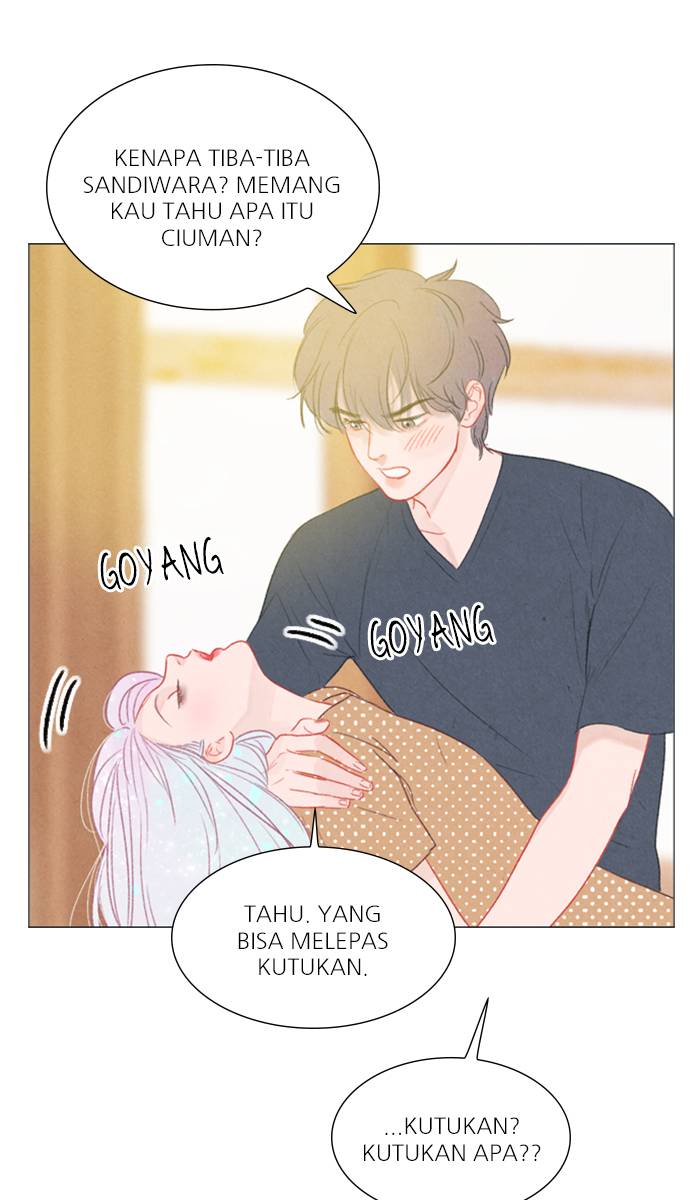 KENAPA TIBA-TIBA
SANDIWARA? MEMANG
KAU TAHU APA ITU
CIUMAN?
GOYANG
GOYANG
TAHU. YANG
BISA MELEPAS
KUTUKAN.
...KUTUKAN?
KUTUKAN APA??